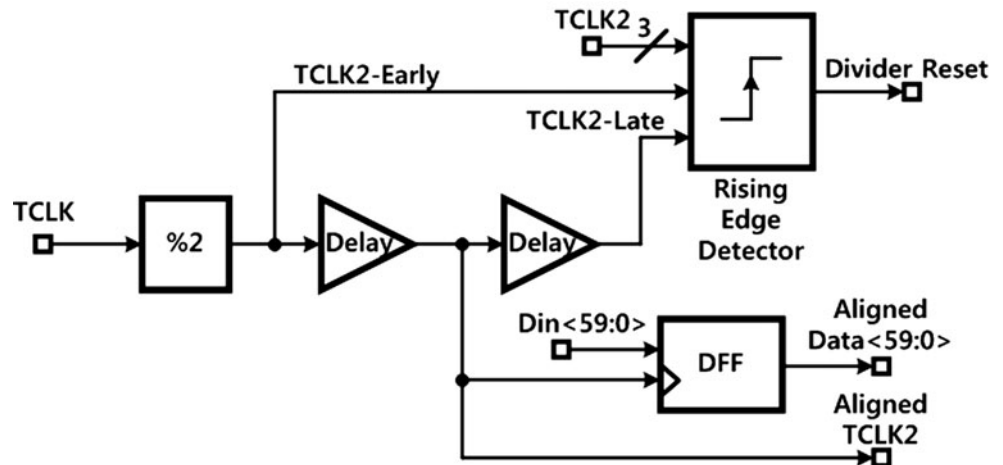 TCLK2 3
TCLK2-Early
Divider Reset
TCLK2-Late
Rising
Edge
Detector
TCLK
%2
Delay
Delay
Din<59:0>
DFF
Aligned
Data<59:0>
Aligned
TCLK2